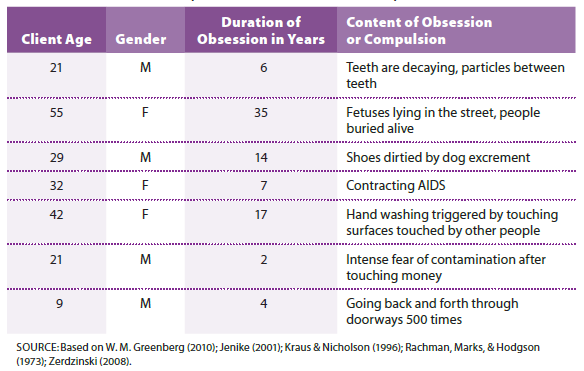 Client Age Gender Duration of Obsession in Years Content of Obsession or Compulsion
21 M 6 Teeth are decaying, particles between teeth
55 F 35 Fetuses lying in the street, people buried alive
29 M 14 Shoes dirtied by dog excrement
32 F 7 Contracting AIDS
42 F 17 Hand washing triggered by touching surfaces touched by other people
21 M 2 Intense fear of contamination after touching money
9 M 4 Going back and forth through doorways 500 times
SOURCE: Based on W. M. Greenberg (2010); Jenike (2001); Kraus & Nicholson (1996); Rachman, Marks, & Hodgson
(1973); Zerdzinski (2008).